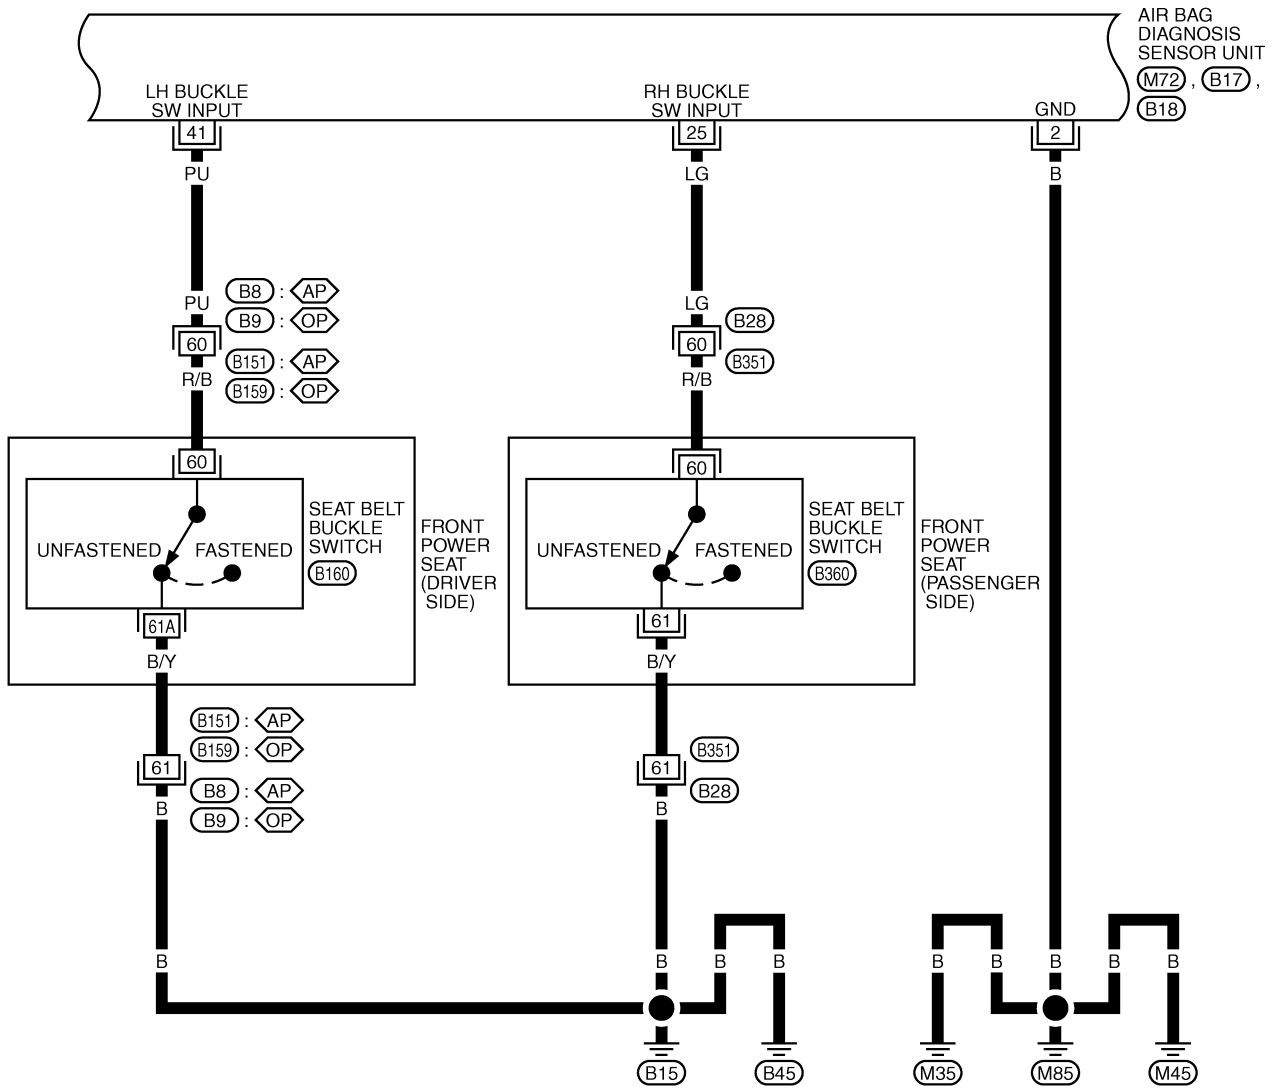 AIR BAG
DIAGNOSIS
SENSOR UNIT
M72 , B17 ,
B18
LH BUCKLE
SW INPUT
RH BUCKLE
SW INPUT
GND
41
25
2
PU
LG
B
PU
B8 : AP
B9 : OP
60
B151 : AP
B159 : OP
R/B
LG
B28
60
B351
R/B
60
UNFASTENED
FASTENED
SEAT BELT
BUCKLE
SWITCH
B160
FRONT
POWER
SEAT
(DRIVER
SIDE)
61A
B/Y
60
UNFASTENED
FASTENED
SEAT BELT
BUCKLE
SWITCH
B360
FRONT
POWER
SEAT
(PASSENGER
SIDE)
61
B/Y
B151 : AP
B159 : OP
61
B8 : AP
B9 : OP
B
B351
61
B28
B
B
B
B
B
B
B
B
B
B
B15
B45
M35
M85
M45